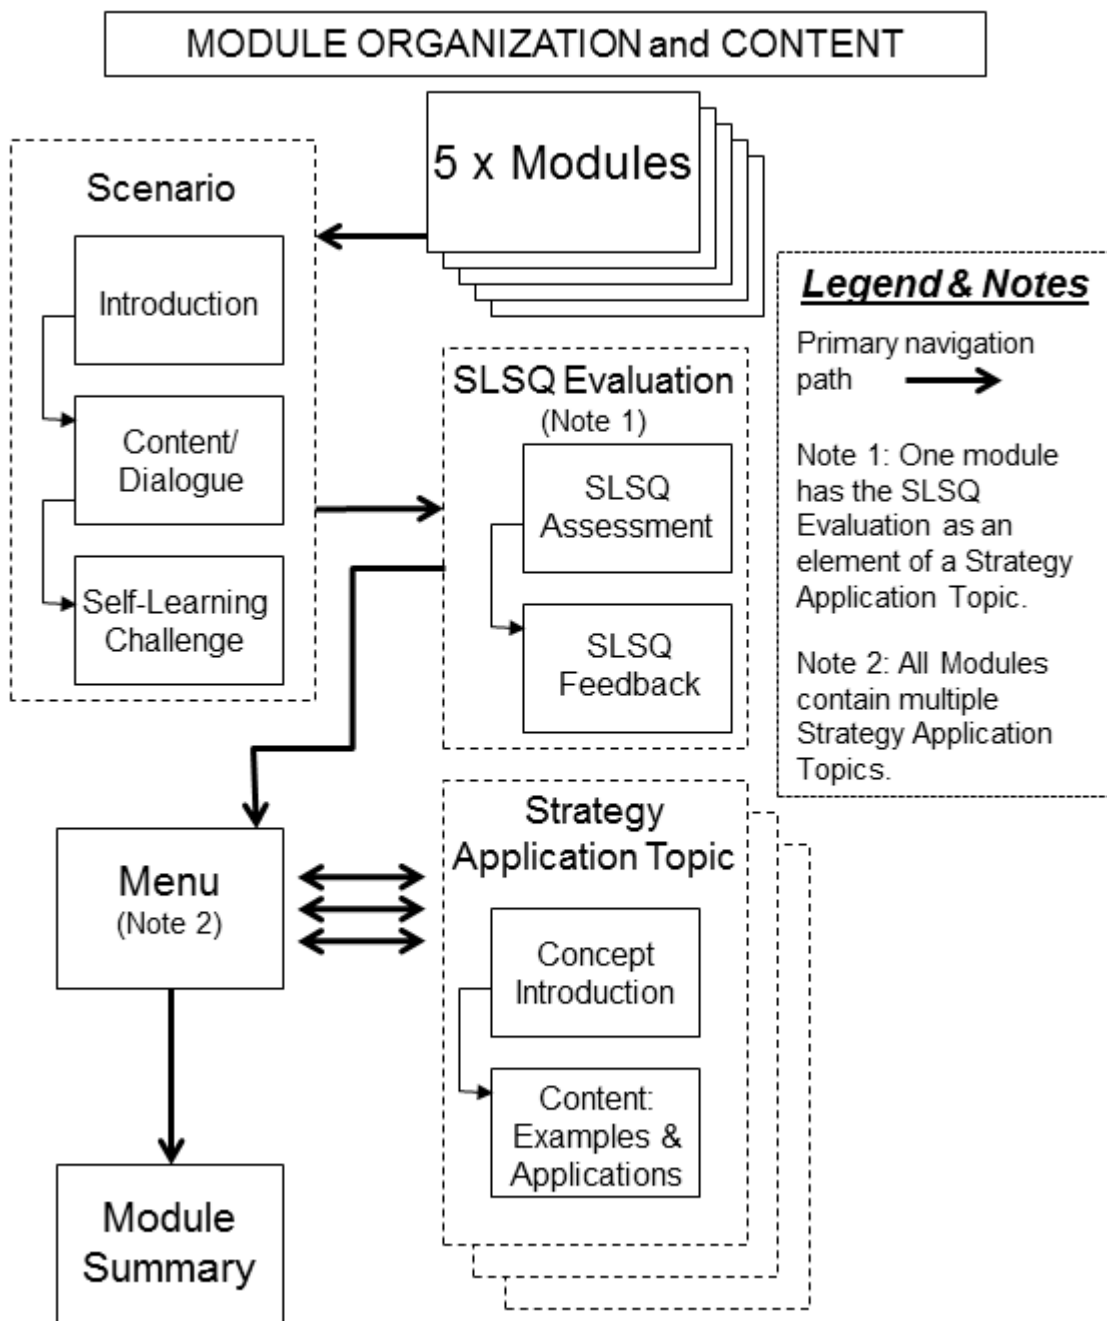 MODULE ORGANIZATION and CONTENT
5 x Modules
Scenario
Introduction
Content/
Dialogue
Self-Learning
Challenge
SLSQ Evaluation
(Note 1)
SLSQ
Assessment
SLSQ
Feedback
Legend & Notes
Primary navigation
path
Note 1: One module
has the SLSQ
Evaluation as an
element of a Strategy
Application Topic.
Note 2: All Modules
contain multiple
Strategy Application
Topics.
Menu
(Note 2)
Strategy
Application Topic
Concept
Introduction
Content:
Examples &
Applications
Module
Summary